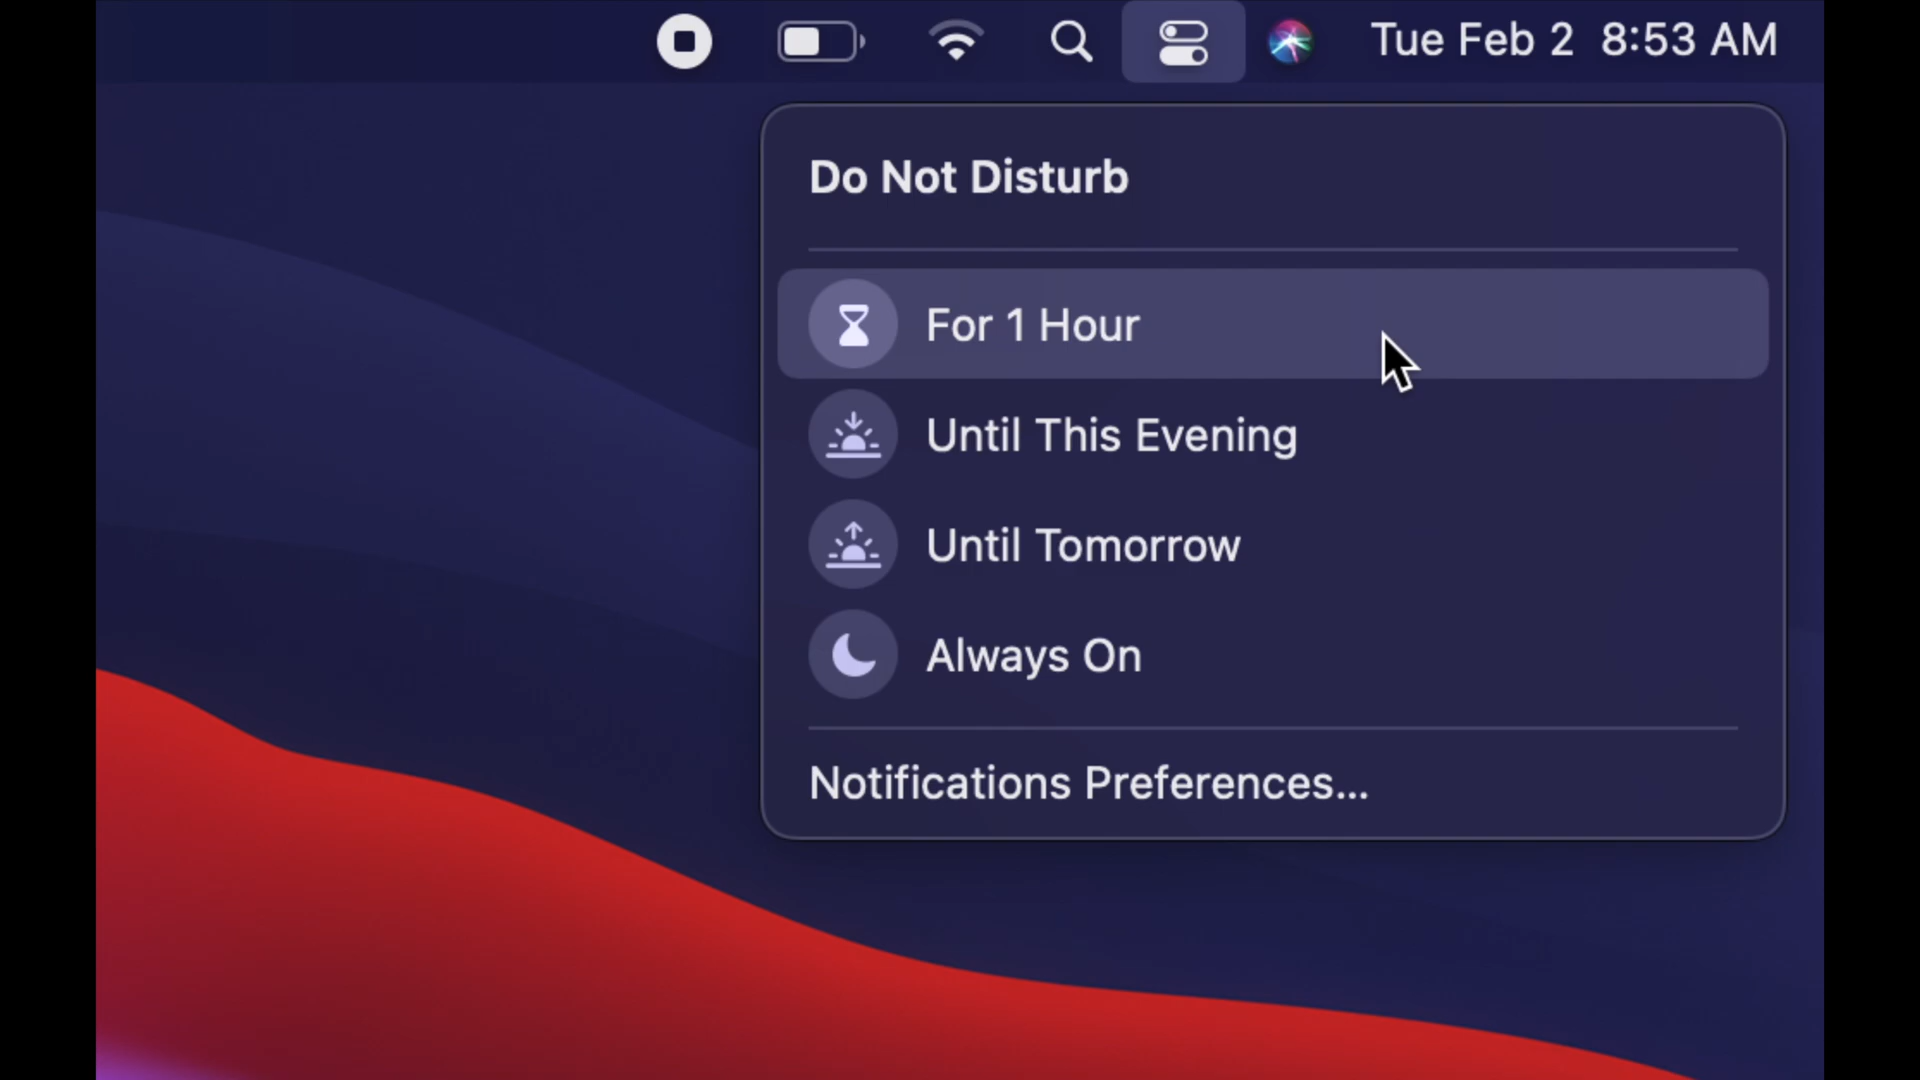 Tue Feb 2 8:53 AM
Do Not Disturb
For 1 Hour
Until This Evening
Until Tomorrow
Always On
Notifications Preferences...